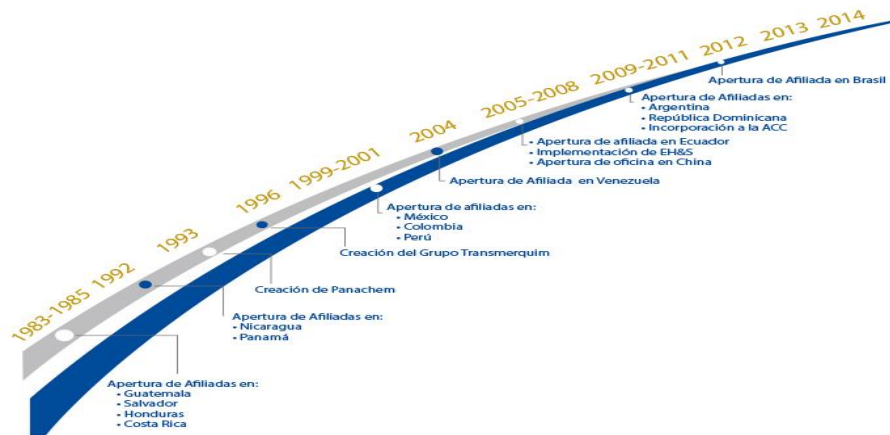 1983-1985
1992
1993
1996
1999-2001
2004
2005-2008
2009-2011
2012
2013
2014
Apertura de Afiliadas en:
• Guatemala
• Salvador
• Honduras
• Costa Rica
Apertura de Afiliadas en:
• Nicaragua
• Panamá
Creación de Panachem
Creación del Grupo Transmerquim
Apertura de afiliadas en:
• México
• Colombia
• Perú
Apertura de Afiliada en Venezuela
• Apertura de afiliada en Ecuador
• Implementación de EH&S
• Apertura de oficina en China
Apertura de Afiliadas en:
• Argentina
• República Dominicana
• Incorporación a la ACC
Apertura de Afiliada en Brasil